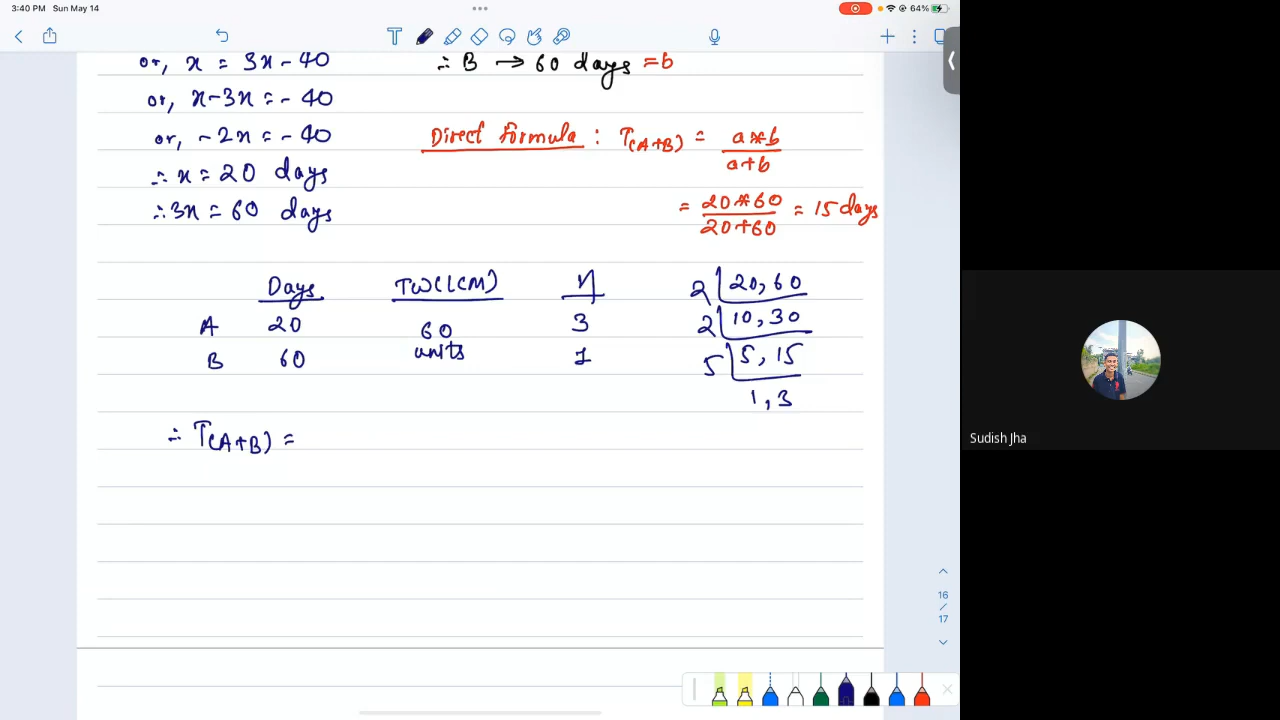 3:40 PM Sun May 14
64%
or, x = 3x - 40
or, x - 3x = - 40
or, - 2x = - 40
∴ x = 20 days
∴ 3x = 60 days
∴ B → 60 days = b
Direct formula : T(A+B) = a*b / a+b
= 20*60 / 20+60 = 15 days
Days TW(LCM) η
A 20 60 units 3
B 60 1
2 | 20, 60
2 | 10, 30
5 | 5, 15
1, 3
∴ T(A+B) =
16
/
17
Sudish Jha